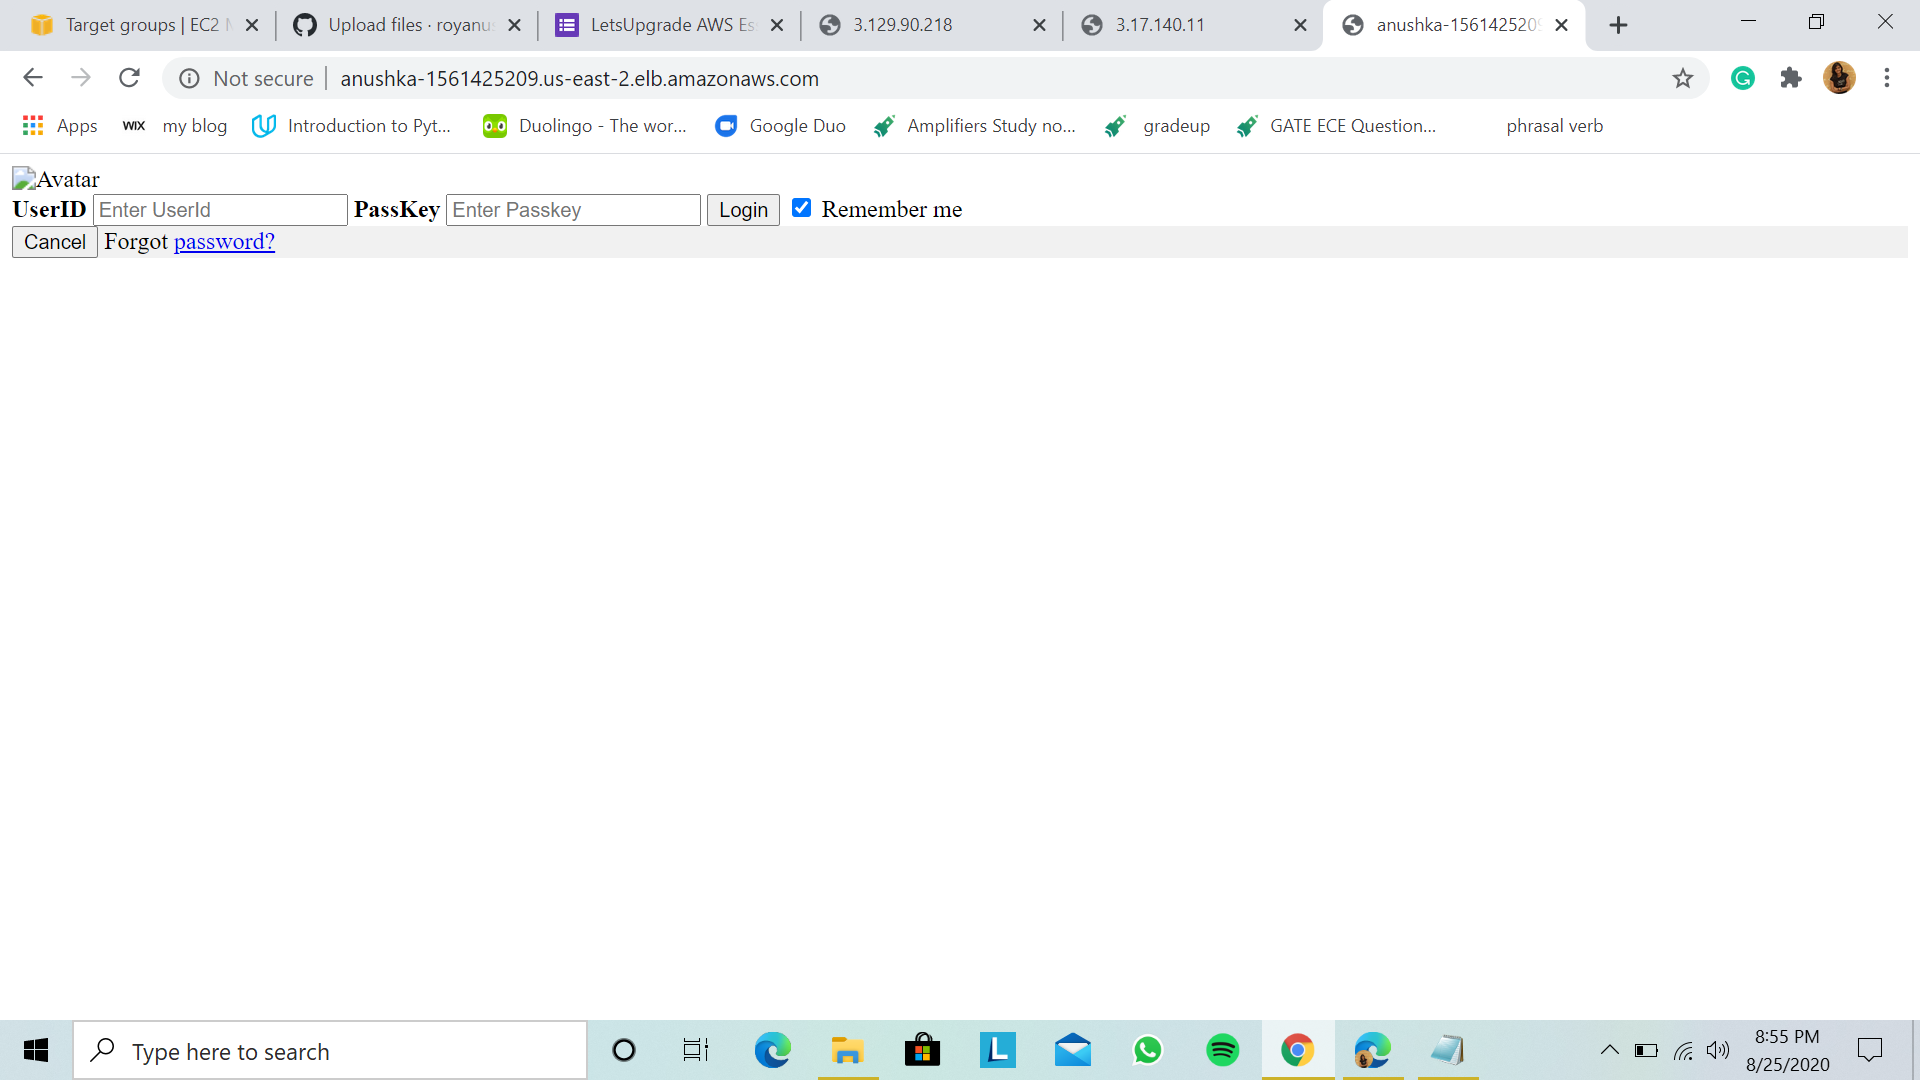 Target groups | EC2 M
Upload files · royanus
LetsUpgrade AWS Ess
3.129.90.218
3.17.140.11
anushka-1561425209
Not secure
anushka-1561425209.us-east-2.elb.amazonaws.com
Apps
WIX my blog
Introduction to Pyt...
Duolingo - The wor...
Google Duo
Amplifiers Study no...
gradeup
GATE ECE Question...
phrasal verb
Avatar
UserID Enter UserId PassKey Enter Passkey Login Remember me
Cancel Forgot password?
Type here to search
L
8:55 PM
8/25/2020